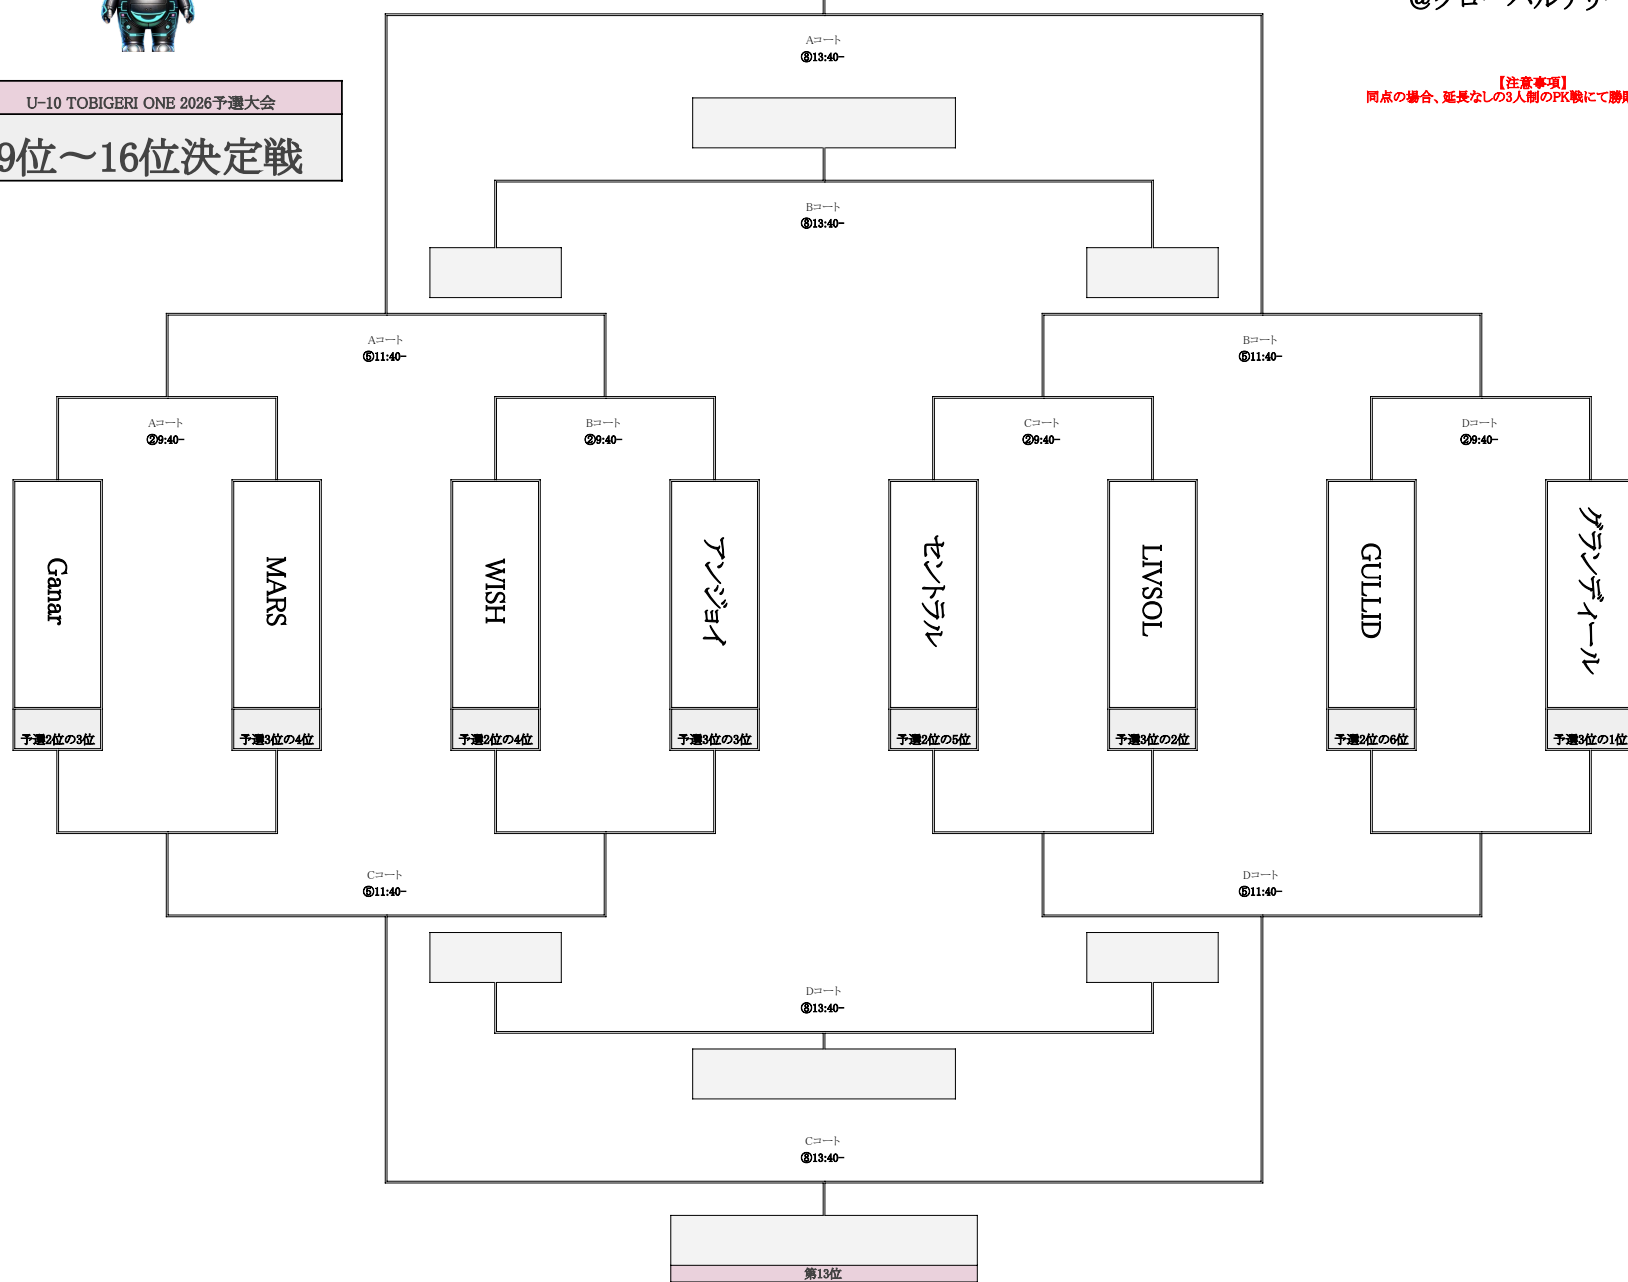 Aコート
⑧13:40-
【注意事項】
同点の場合、延長なしの3人制のPK戦にて勝
U-10 TOBIGERI ONE 2026予選大会
9位～16位決定戦
Bコート
⑧13:40-
Aコート
⑤11:40-
Bコート
⑤11:40-
Aコート
②9:40-
Bコート
②9:40-
Cコート
②9:40-
Dコート
②9:40-
Ganar
MARS
WISH
アンジョイ
セントラル
LIVSOL
GULLID
グランディール
予選2位の3位
予選3位の4位
予選2位の4位
予選3位の3位
予選2位の5位
予選3位の2位
予選2位の6位
予選3位の1位
Cコート
⑤11:40-
Dコート
⑤11:40-
Dコート
⑧13:40-
Cコート
⑧13:40-
第13位